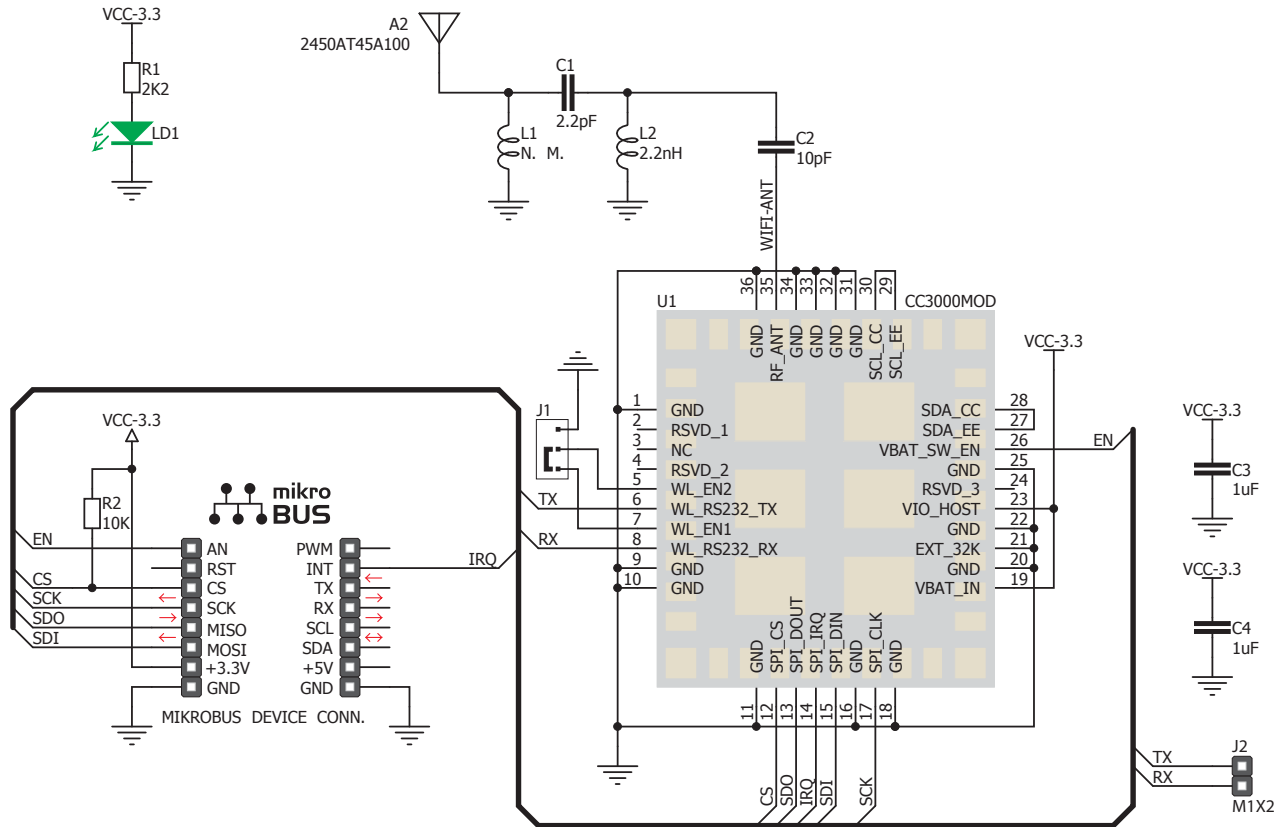 VCC-3.3
R1
2K2
LD1
A2
2450AT45A100
C1
2.2pF
L1
N. M.
L2
2.2nH
C2
10pF
WIFI-ANT
U1
CC3000MOD
36
35
34
33
32
31
30
29
GND
RF_ANT
GND
GND
GND
GND
SCL_CC
SCL_EE
1 GND
2 RSVD_1
3 NC
4 RSVD_2
5 WL_EN2
6 WL_RS232_TX
7 WL_EN1
8 WL_RS232_RX
9 GND
10 GND
SDA_CC 28
SDA_EE 27
VBAT_SW_EN 26
GND 25
RSVD_3 24
VIO_HOST 23
GND 22
EXT_32K 21
GND 20
VBAT_IN 19
GND
SPI_CS
SPI_DOUT
SPI_IRQ
SPI_DIN
GND
SPI_CLK
GND
11
12
13
14
15
16
17
18
CS
SDO
IRQ
SDI
SCK
J1
TX
RX
EN
VCC-3.3
VCC-3.3
C3
1uF
VCC-3.3
C4
1uF
J2
TX
RX
M1X2
VCC-3.3
R2
10K
mikro
BUS
EN
CS
SCK
SDO
SDI
IRQ
AN
RST
CS
SCK
MISO
MOSI
+3.3V
GND
PWM
INT
TX
RX
SCL
SDA
+5V
GND
MIKROBUS DEVICE CONN.